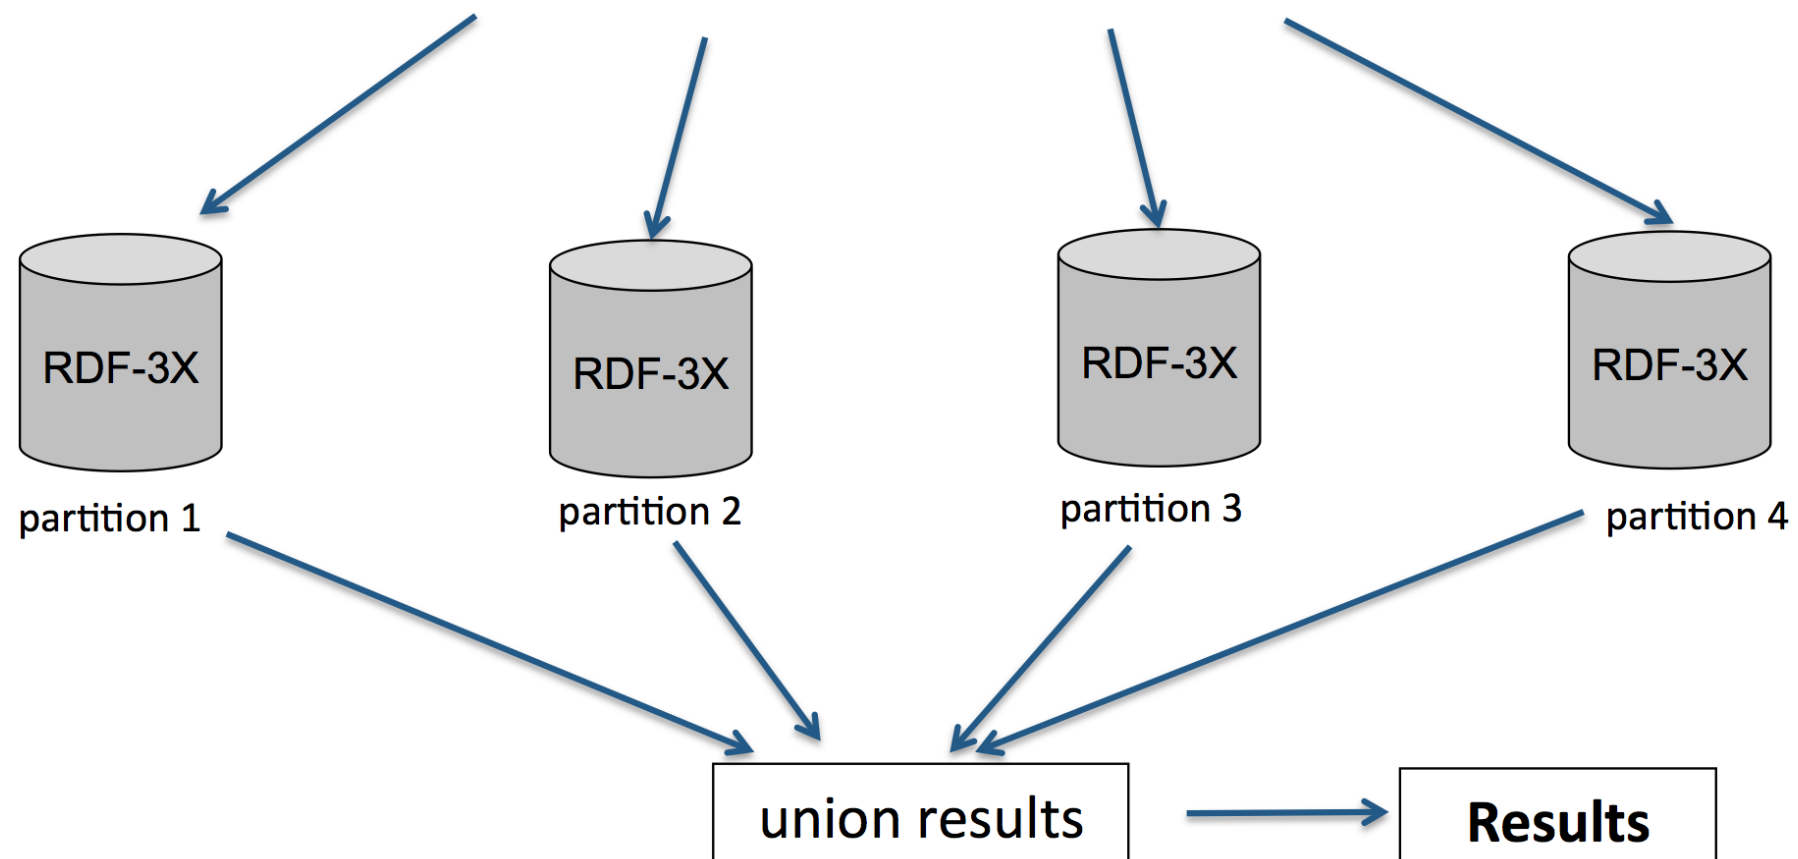 RDF-3X
RDF-3X
RDF-3X
RDF-3X
partition 1
partition 2
partition 3
partition 4
union results
Results